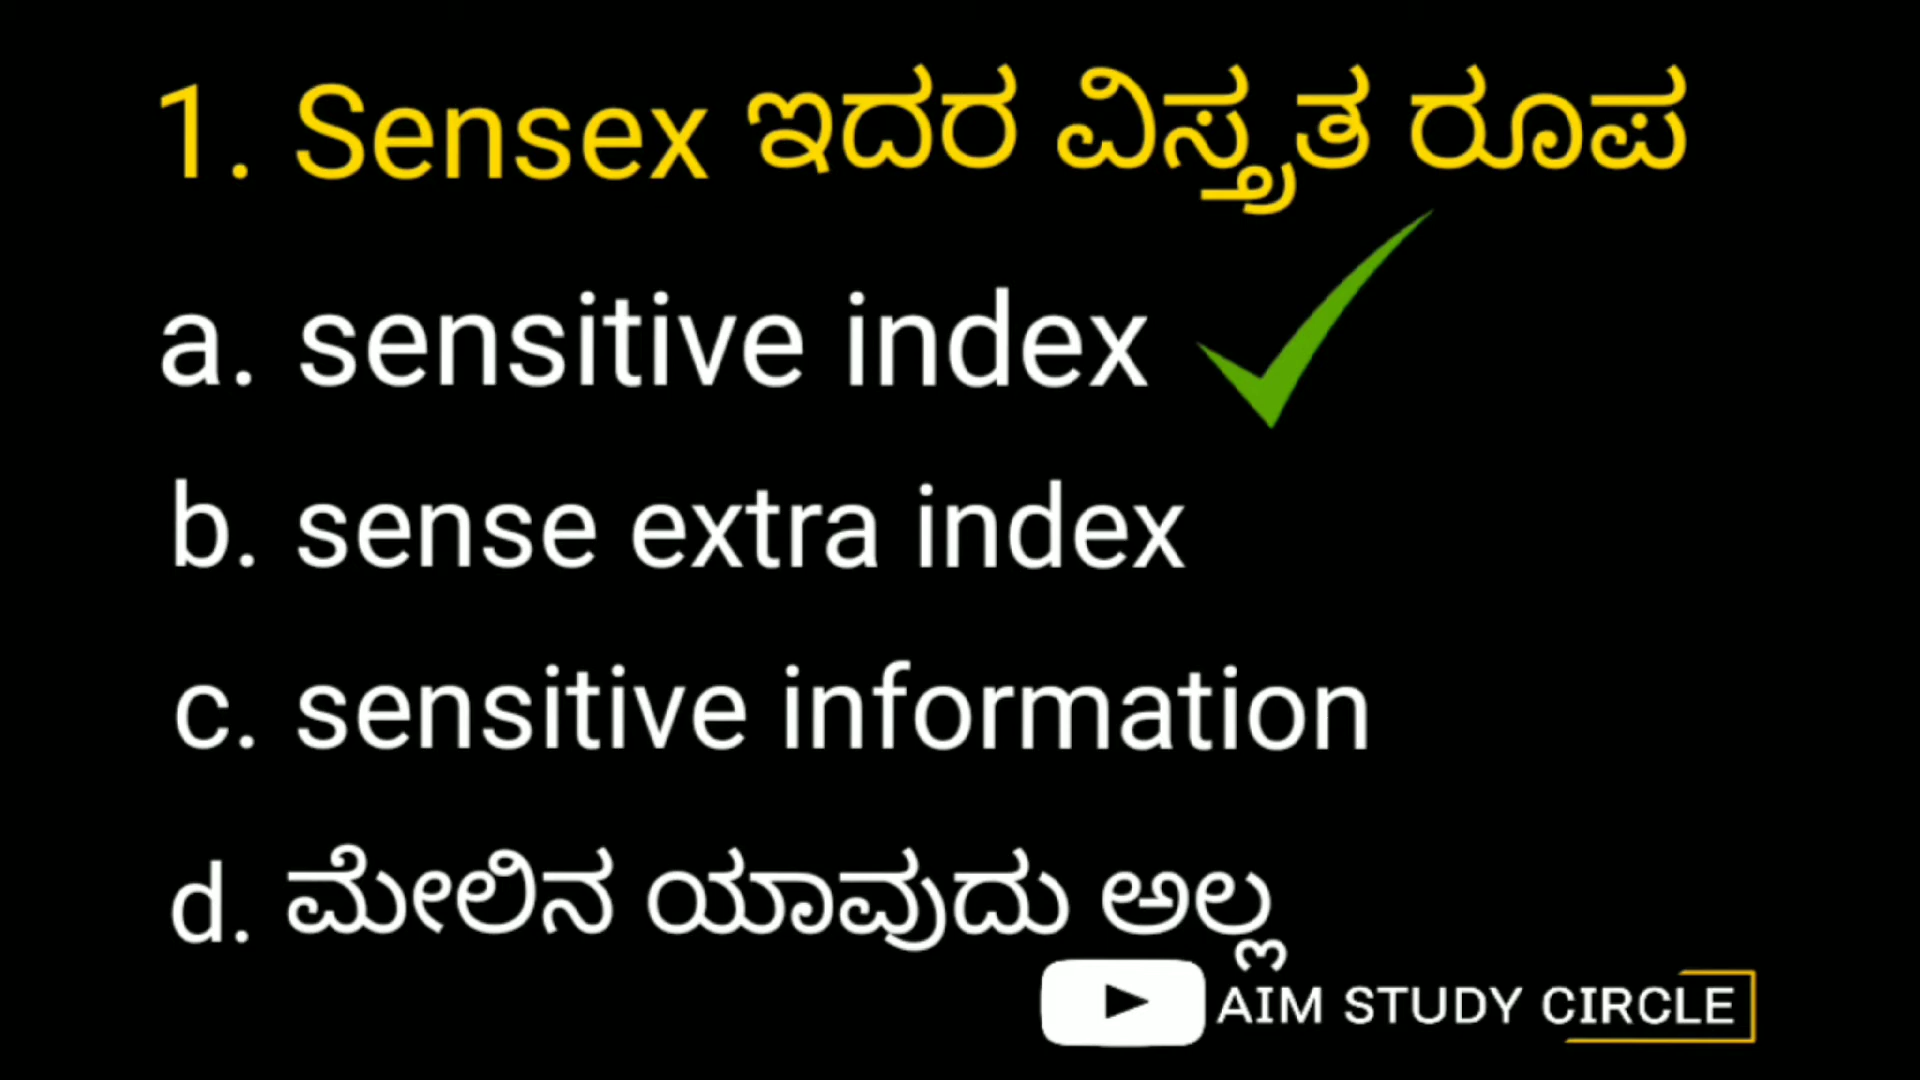 1. Sensex ಇದರ ವಿಸ್ತೃತ ರೂಪ
a. sensitive index
b. sense extra index
c. sensitive information
d. ಮೇಲಿನ ಯಾವುದು ಅಲ್ಲ
AIM STUDY CIRCLE